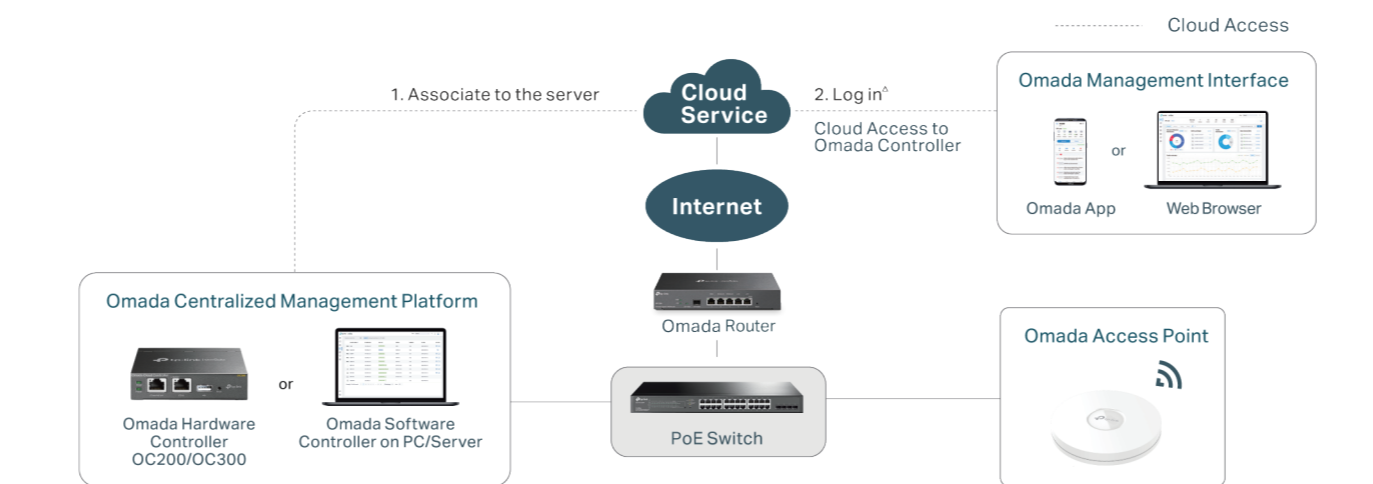 Cloud Access
Omada Management Interface
1. Associate to the server
Cloud
Service
2. Log in△
Cloud Access to
Omada Controller
or
Omada App
Web Browser
Internet
Omada Router
Omada Centralized Management Platform
or
Omada Hardware
Controller
OC200/OC300
Omada Software
Controller on PC/Server
PoE Switch
Omada Access Point